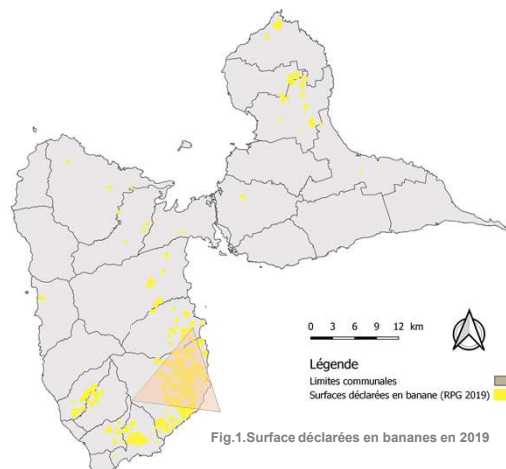 0 3 6 9 12 km
Légende
Limites communales
Surfaces déclarées en banane (RPG 2019)
Fig.1.Surface déclarées en bananes en 2019